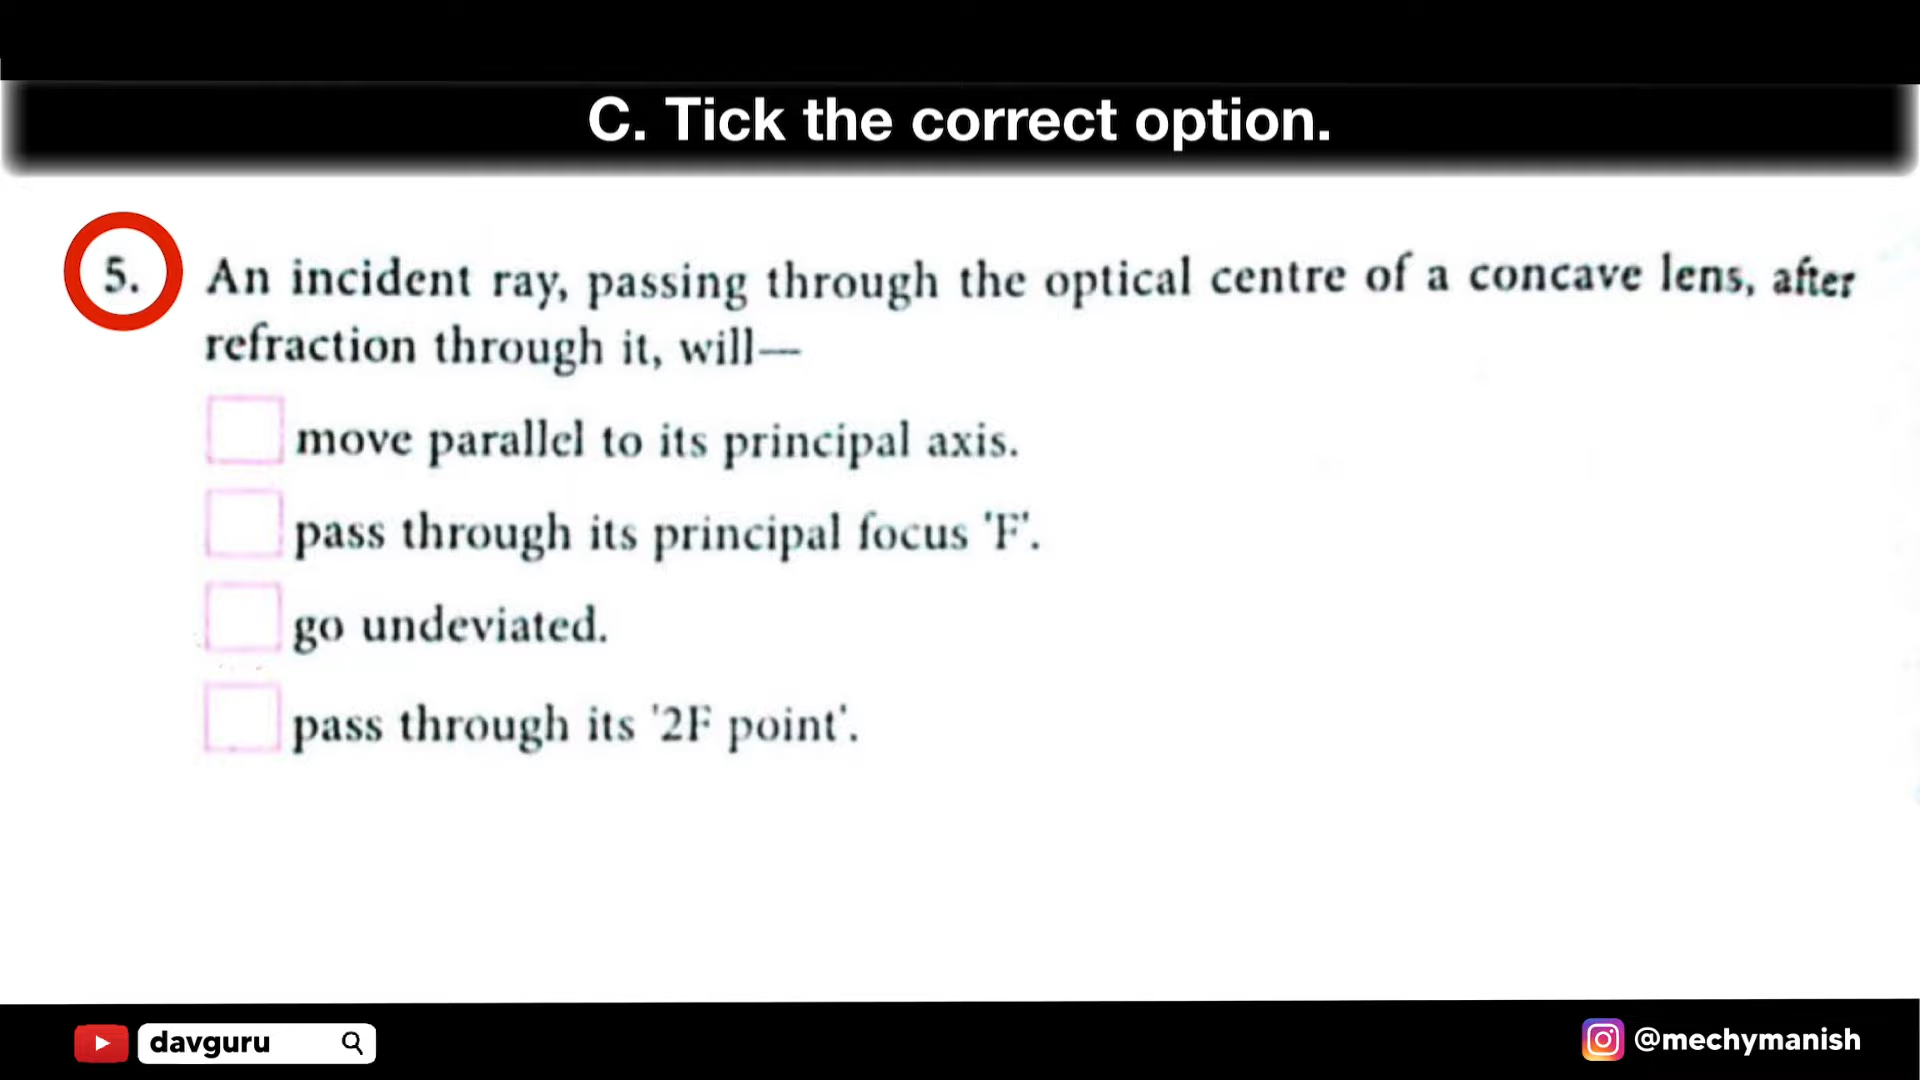 C. Tick the correct option.
5. An incident ray, passing through the optical centre of a concave lens, after
refraction through it, will—
move parallel to its principal axis.
pass through its principal focus 'F'.
go undeviated.
pass through its '2F point'.
davguru
@mechymanish